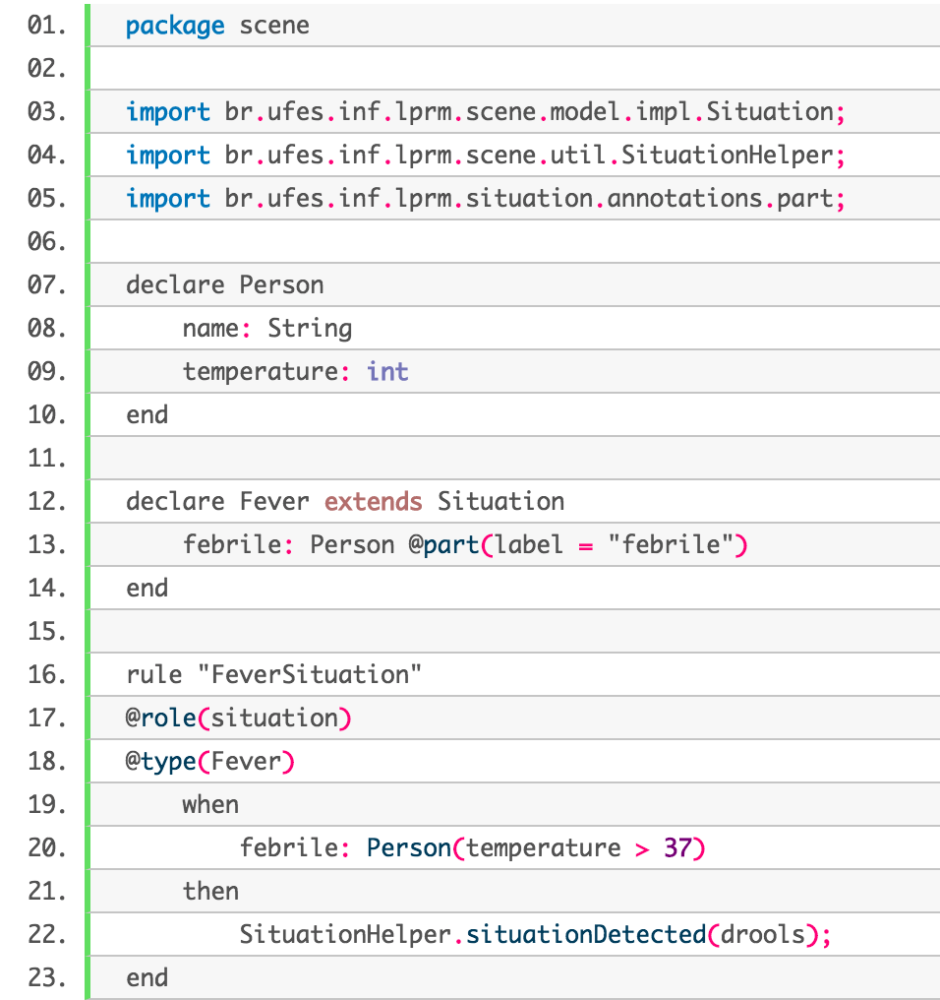 01. package scene
02.
03. import br.ufes.inf.lprm.scene.model.impl.Situation;
04. import br.ufes.inf.lprm.scene.util.SituationHelper;
05. import br.ufes.inf.lprm.situation.annotations.part;
06.
07. declare Person
08.     name: String
09.     temperature: int
10. end
11.
12. declare Fever extends Situation
13.     febrile: Person @part(label = "febrile")
14. end
15.
16. rule "FeverSituation"
17. @role(situation)
18. @type(Fever)
19.     when
20.         febrile: Person(temperature > 37)
21.     then
22.         SituationHelper.situationDetected(drools);
23. end